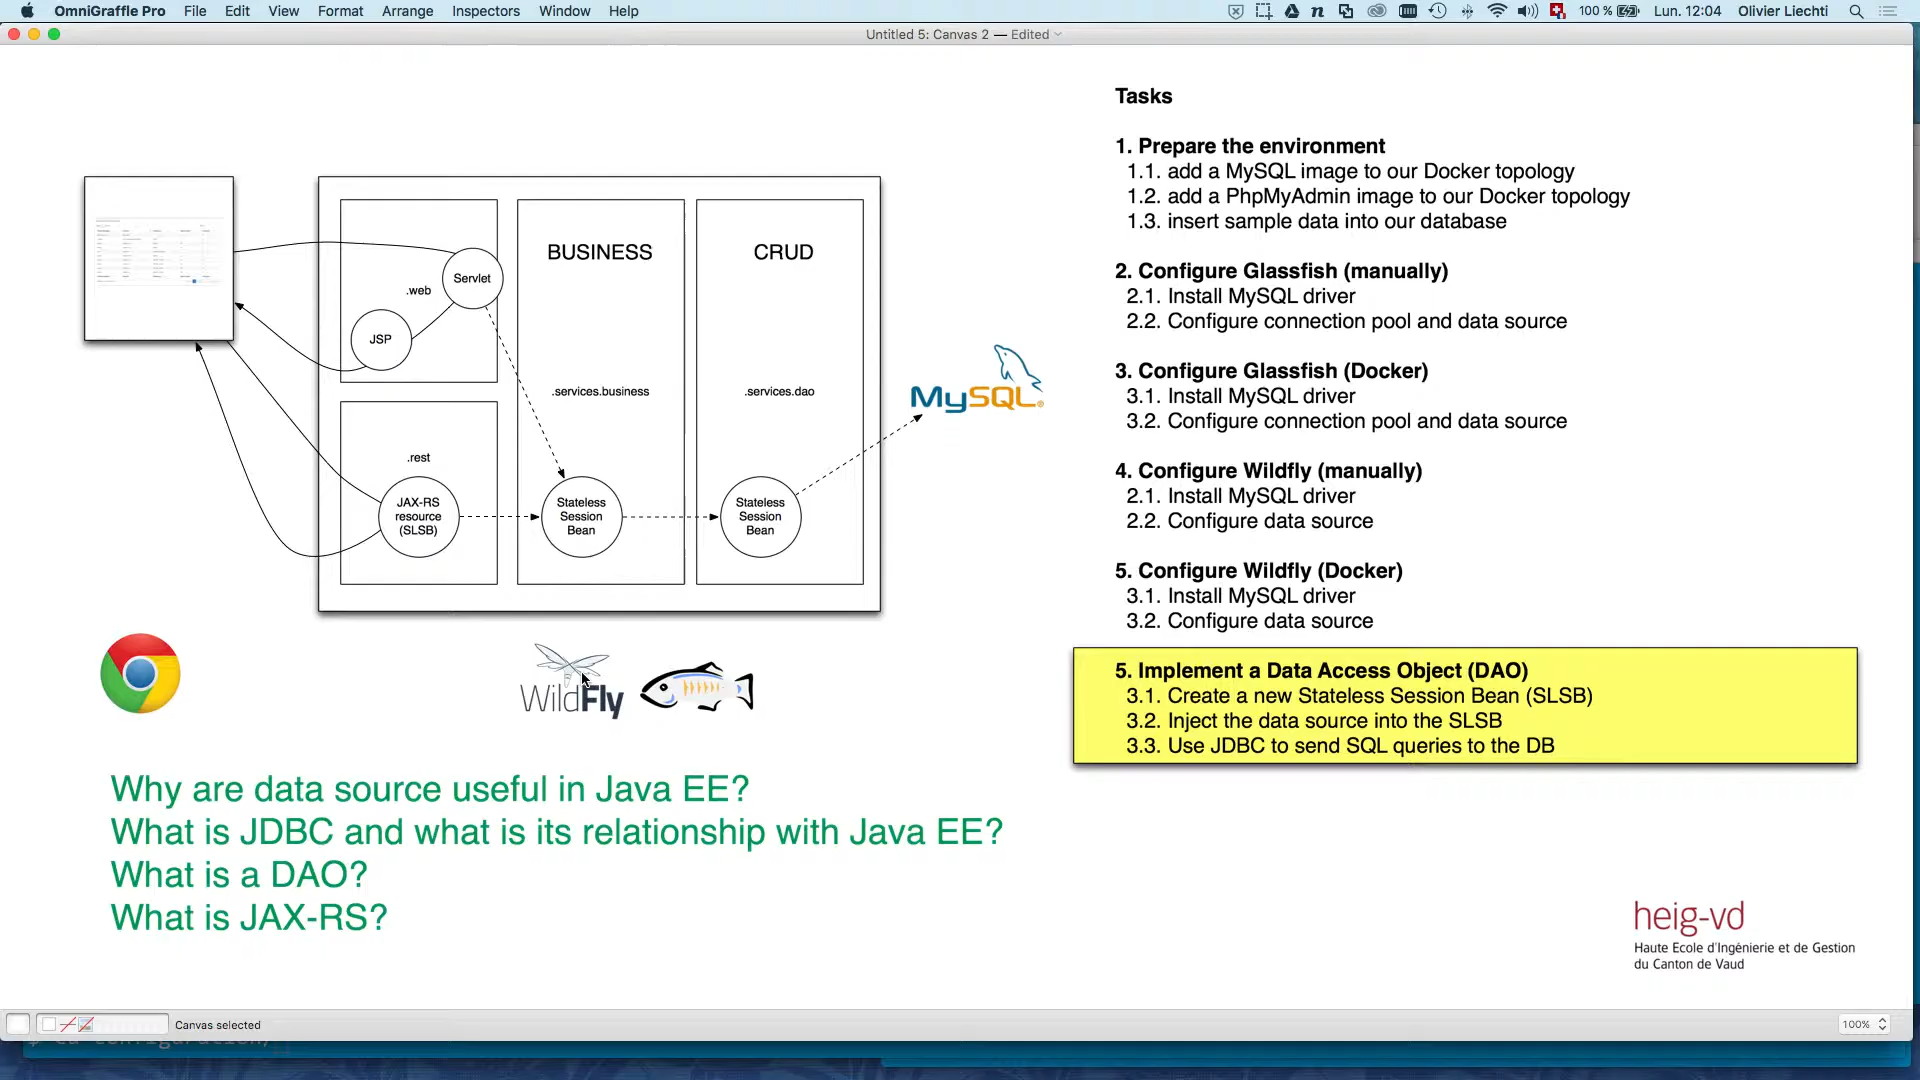 OmniGraffle Pro File Edit View Format Arrange Inspectors Window Help
100 % Lun. 12:04 Olivier Liechti
Untitled 5: Canvas 2 — Edited
Tasks
1. Prepare the environment
1.1. add a MySQL image to our Docker topology
1.2. add a PhpMyAdmin image to our Docker topology
1.3. insert sample data into our database
2. Configure Glassfish (manually)
2.1. Install MySQL driver
2.2. Configure connection pool and data source
3. Configure Glassfish (Docker)
3.1. Install MySQL driver
3.2. Configure connection pool and data source
4. Configure Wildfly (manually)
2.1. Install MySQL driver
2.2. Configure data source
5. Configure Wildfly (Docker)
3.1. Install MySQL driver
3.2. Configure data source
5. Implement a Data Access Object (DAO)
3.1. Create a new Stateless Session Bean (SLSB)
3.2. Inject the data source into the SLSB
3.3. Use JDBC to send SQL queries to the DB
BUSINESS
CRUD
Servlet
.web
JSP
.services.business
.services.dao
.rest
JAX-RS
resource
(SLSB)
Stateless
Session
Bean
Stateless
Session
Bean
MySQL®
WildFly
Why are data source useful in Java EE?
What is JDBC and what is its relationship with Java EE?
What is a DAO?
What is JAX-RS?
heig-vd
Haute Ecole d'Ingénierie et de Gestion
du Canton de Vaud
Canvas selected
100%